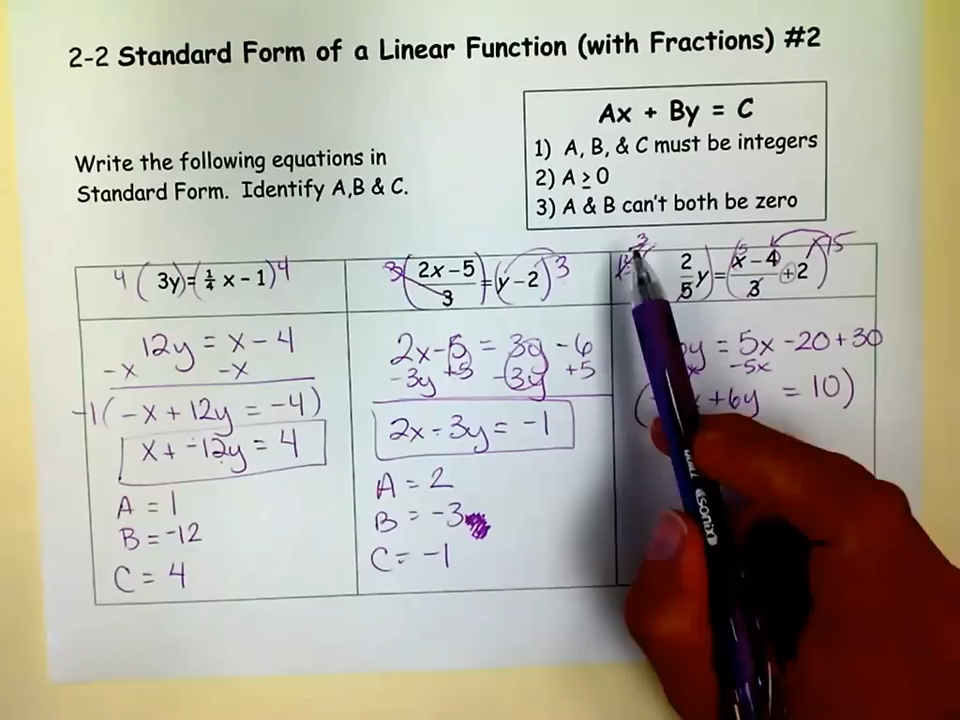 2-2 Standard Form of a Linear Function (with Fractions) #2
Write the following equations in
Standard Form. Identify A,B & C.
Ax + By = C
1) A, B, & C must be integers
2) A ≥ 0
3) A & B can't both be zero
4 ( 3y ) = ( 1/4 x - 1 ) 4
12y = x - 4
-x -x
-1 ( -x + 12y = -4 )
x + -12y = 4
A = 1
B = -12
C = 4
3 ( 2x - 5 / 3 ) = ( y - 2 ) 3
2x - 5 = 3y - 6
-3y +5 -3y +5
2x - 3y = -1
A = 2
B = -3
C = -1
3
2/5 y ) = ( x - 4 / 3 + 2 ) 15
5
y = 5x - 20 + 30
-5x
+ 6y = 10 )